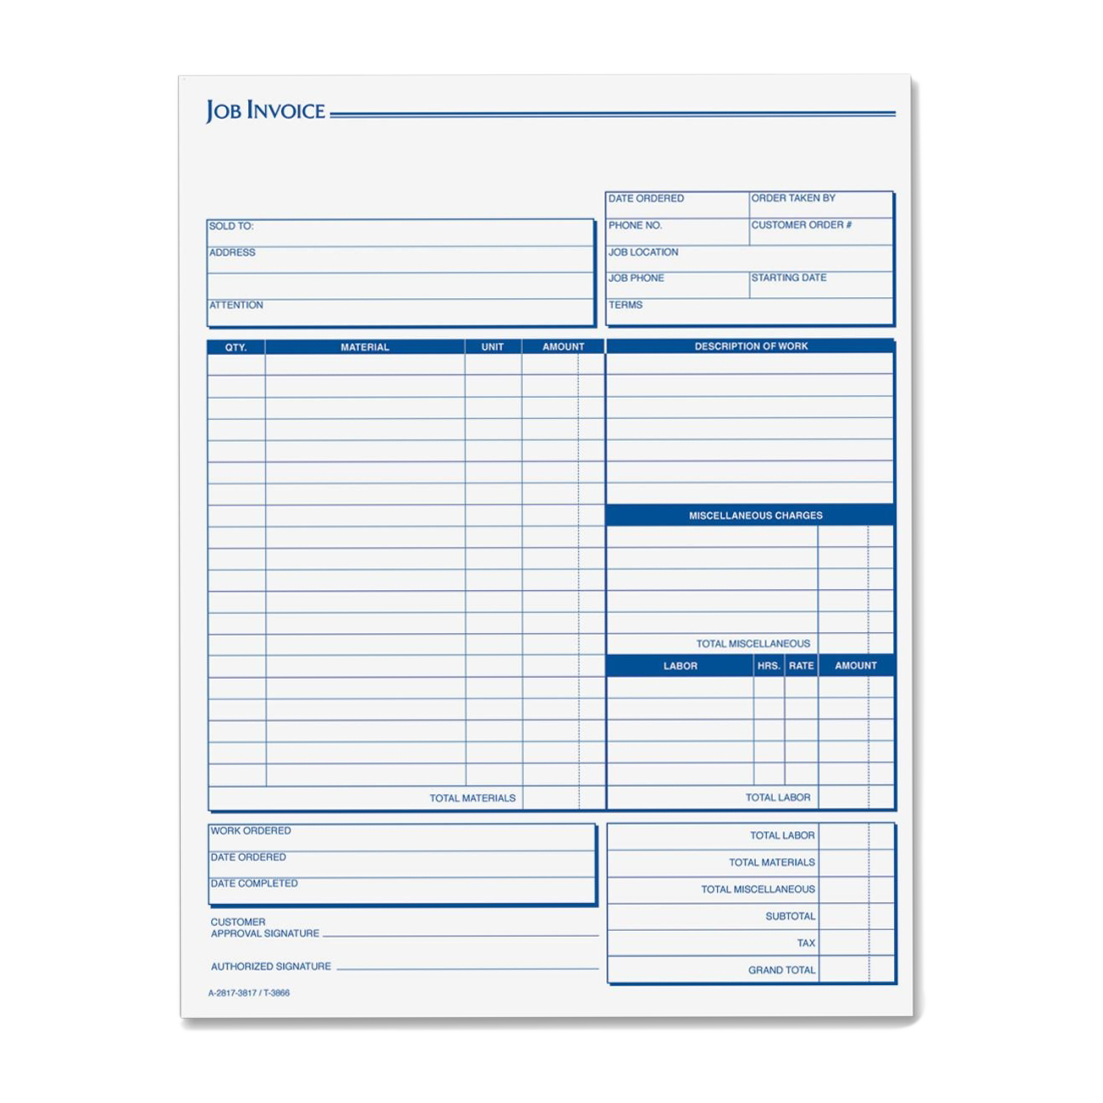 JOB INVOICE
DATE ORDERED ORDER TAKEN BY
SOLD TO:
PHONE NO. CUSTOMER ORDER #
ADDRESS
JOB LOCATION
JOB PHONE STARTING DATE
ATTENTION
TERMS
QTY. MATERIAL UNIT AMOUNT DESCRIPTION OF WORK
MISCELLANEOUS CHARGES
TOTAL MISCELLANEOUS
LABOR HRS. RATE AMOUNT
TOTAL MATERIALS TOTAL LABOR
WORK ORDERED
DATE ORDERED
DATE COMPLETED
CUSTOMER
APPROVAL SIGNATURE
AUTHORIZED SIGNATURE
A-2817-3817 / T-3866
TOTAL LABOR
TOTAL MATERIALS
TOTAL MISCELLANEOUS
SUBTOTAL
TAX
GRAND TOTAL